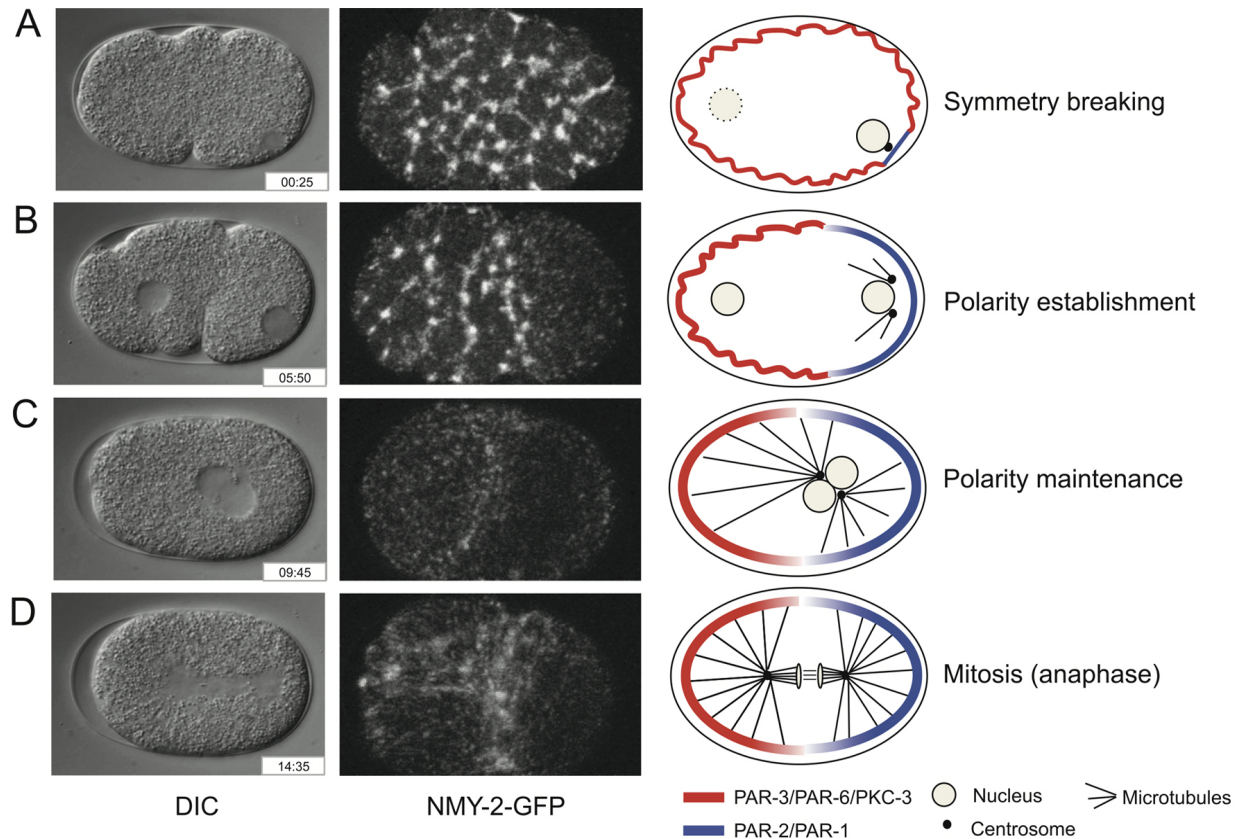 A
00:25
Symmetry breaking
B
05:50
Polarity establishment
C
09:45
Polarity maintenance
D
14:35
Mitosis (anaphase)
DIC
NMY-2-GFP
PAR-3/PAR-6/PKC-3
Nucleus
Microtubules
PAR-2/PAR-1
Centrosome